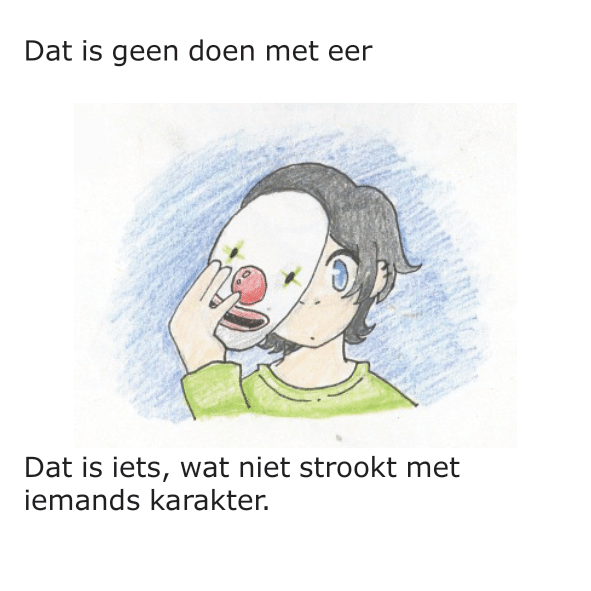 Dat is geen doen met eer
Dat is iets, wat niet strookt met
iemands karakter.